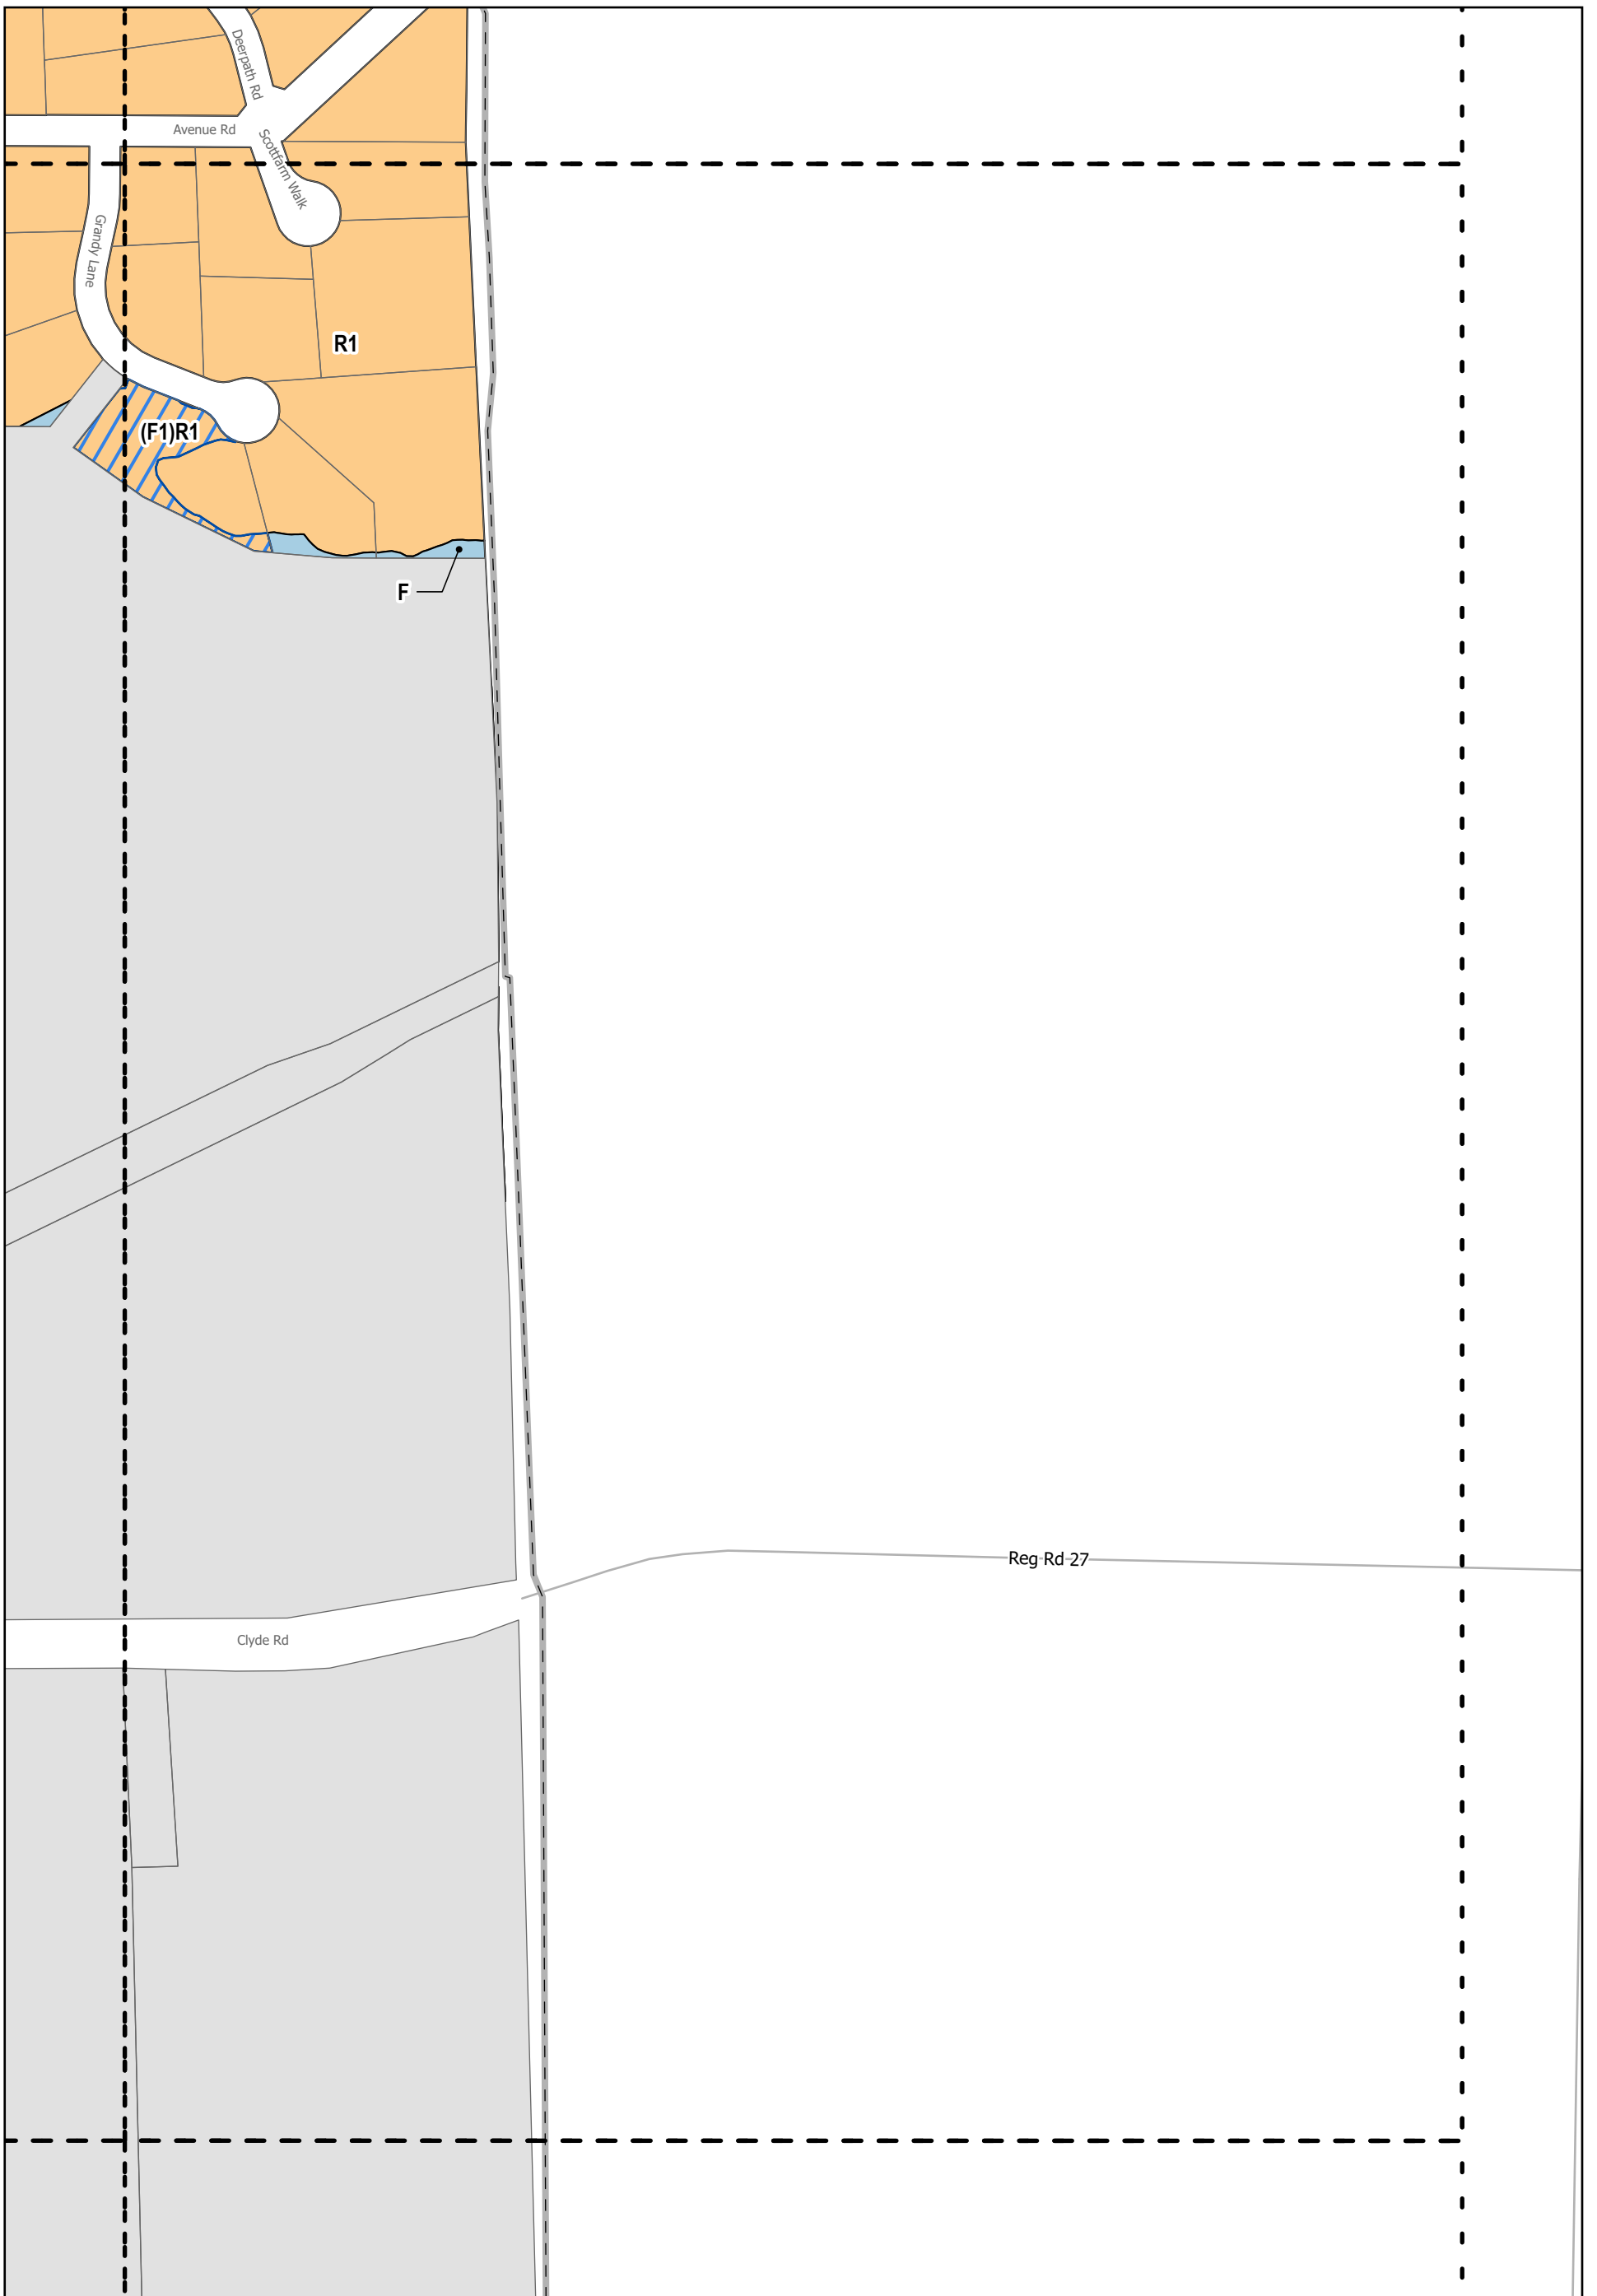 Deerpath Rd
Avenue Rd
Scottfarm Walk
Grandy Lane
R1
(F1)R1
F
Reg Rd 27
Clyde Rd